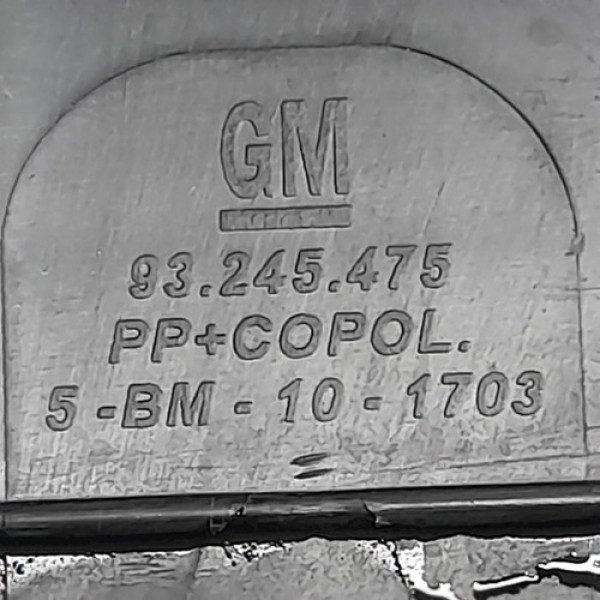 GM
93.245.475
PP+COPOL.
5-BM-10-1703